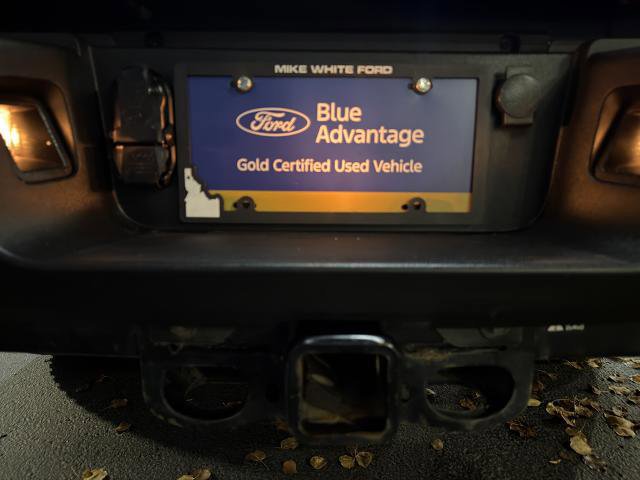 MIKE WHITE FORD
Ford
Blue
Advantage
Gold Certified Used Vehicle